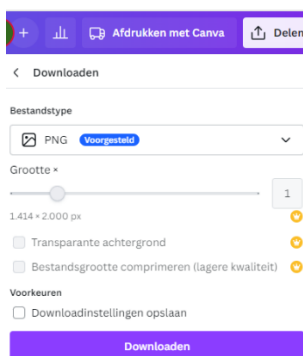 Afdrukken met Canva
Delen
Downloaden
Bestandstype
PNG Voorgesteld
Grootte ×
1
1.414 × 2.000 px
Transparante achtergrond
Bestandsgrootte comprimeren (lagere kwaliteit)
Voorkeuren
Downloadinstellingen opslaan
Downloaden